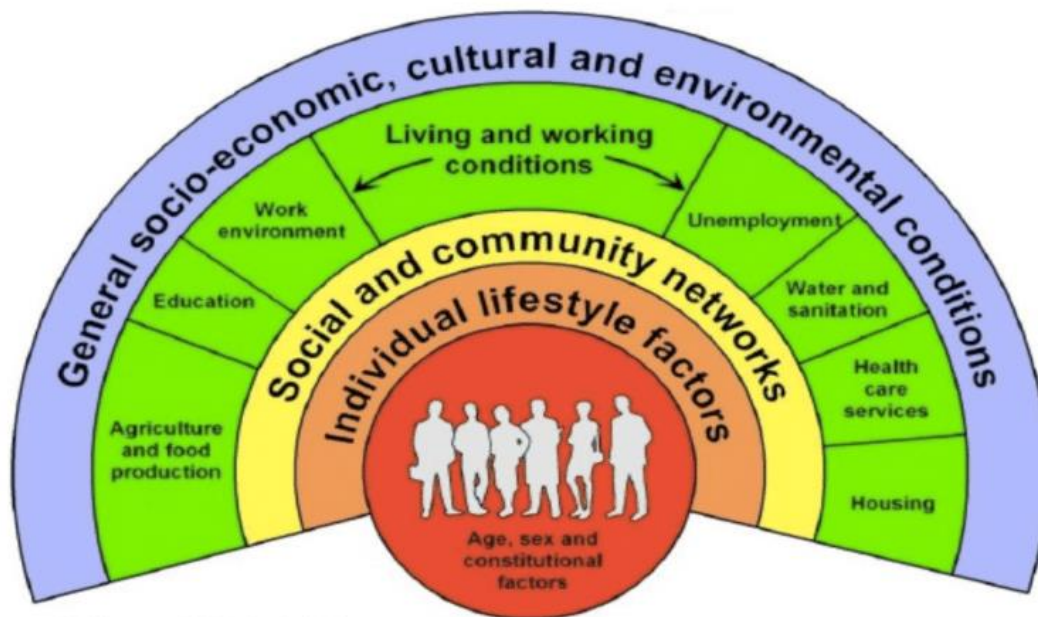 General socio-economic, cultural and environmental conditions
Living and working
conditions
Work
environment
Unemployment
Education
Water and
sanitation
Agriculture
and food
production
Health
care
services
Housing
Social and community networks
Individual lifestyle factors
Age, sex and
constitutional
factors